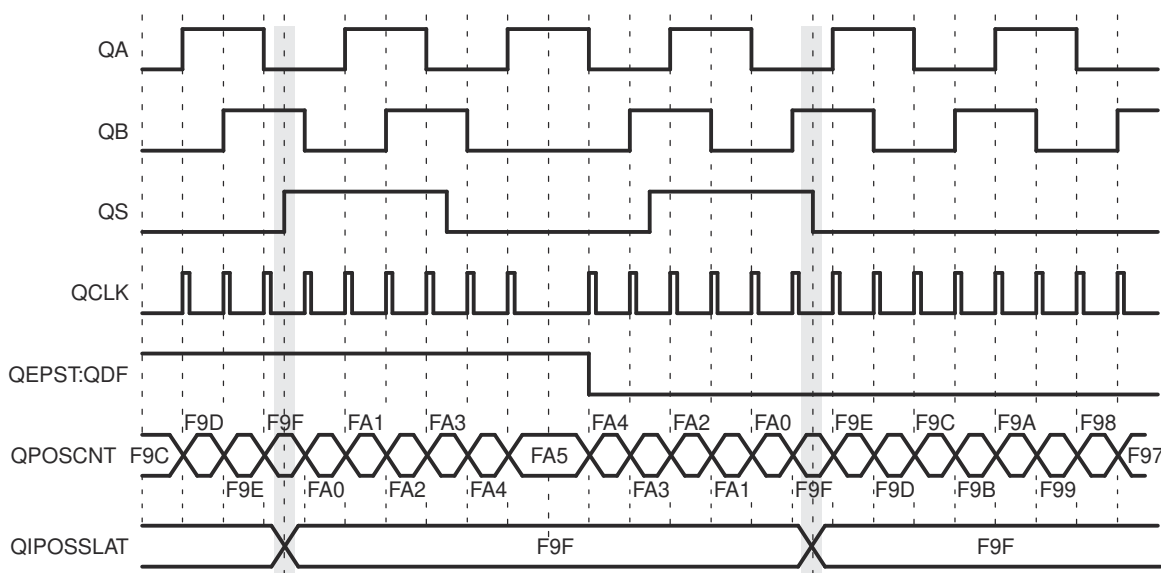 QA
QB
QS
QCLK
QEPST:QDF
F9D F9F FA1 FA3 FA4 FA2 FA0 F9E F9C F9A F98
QPOSCNT F9C FA5 F97
F9E FA0 FA2 FA4 FA3 FA1 F9F F9D F9B F99
QIPOSSLAT F9F F9F